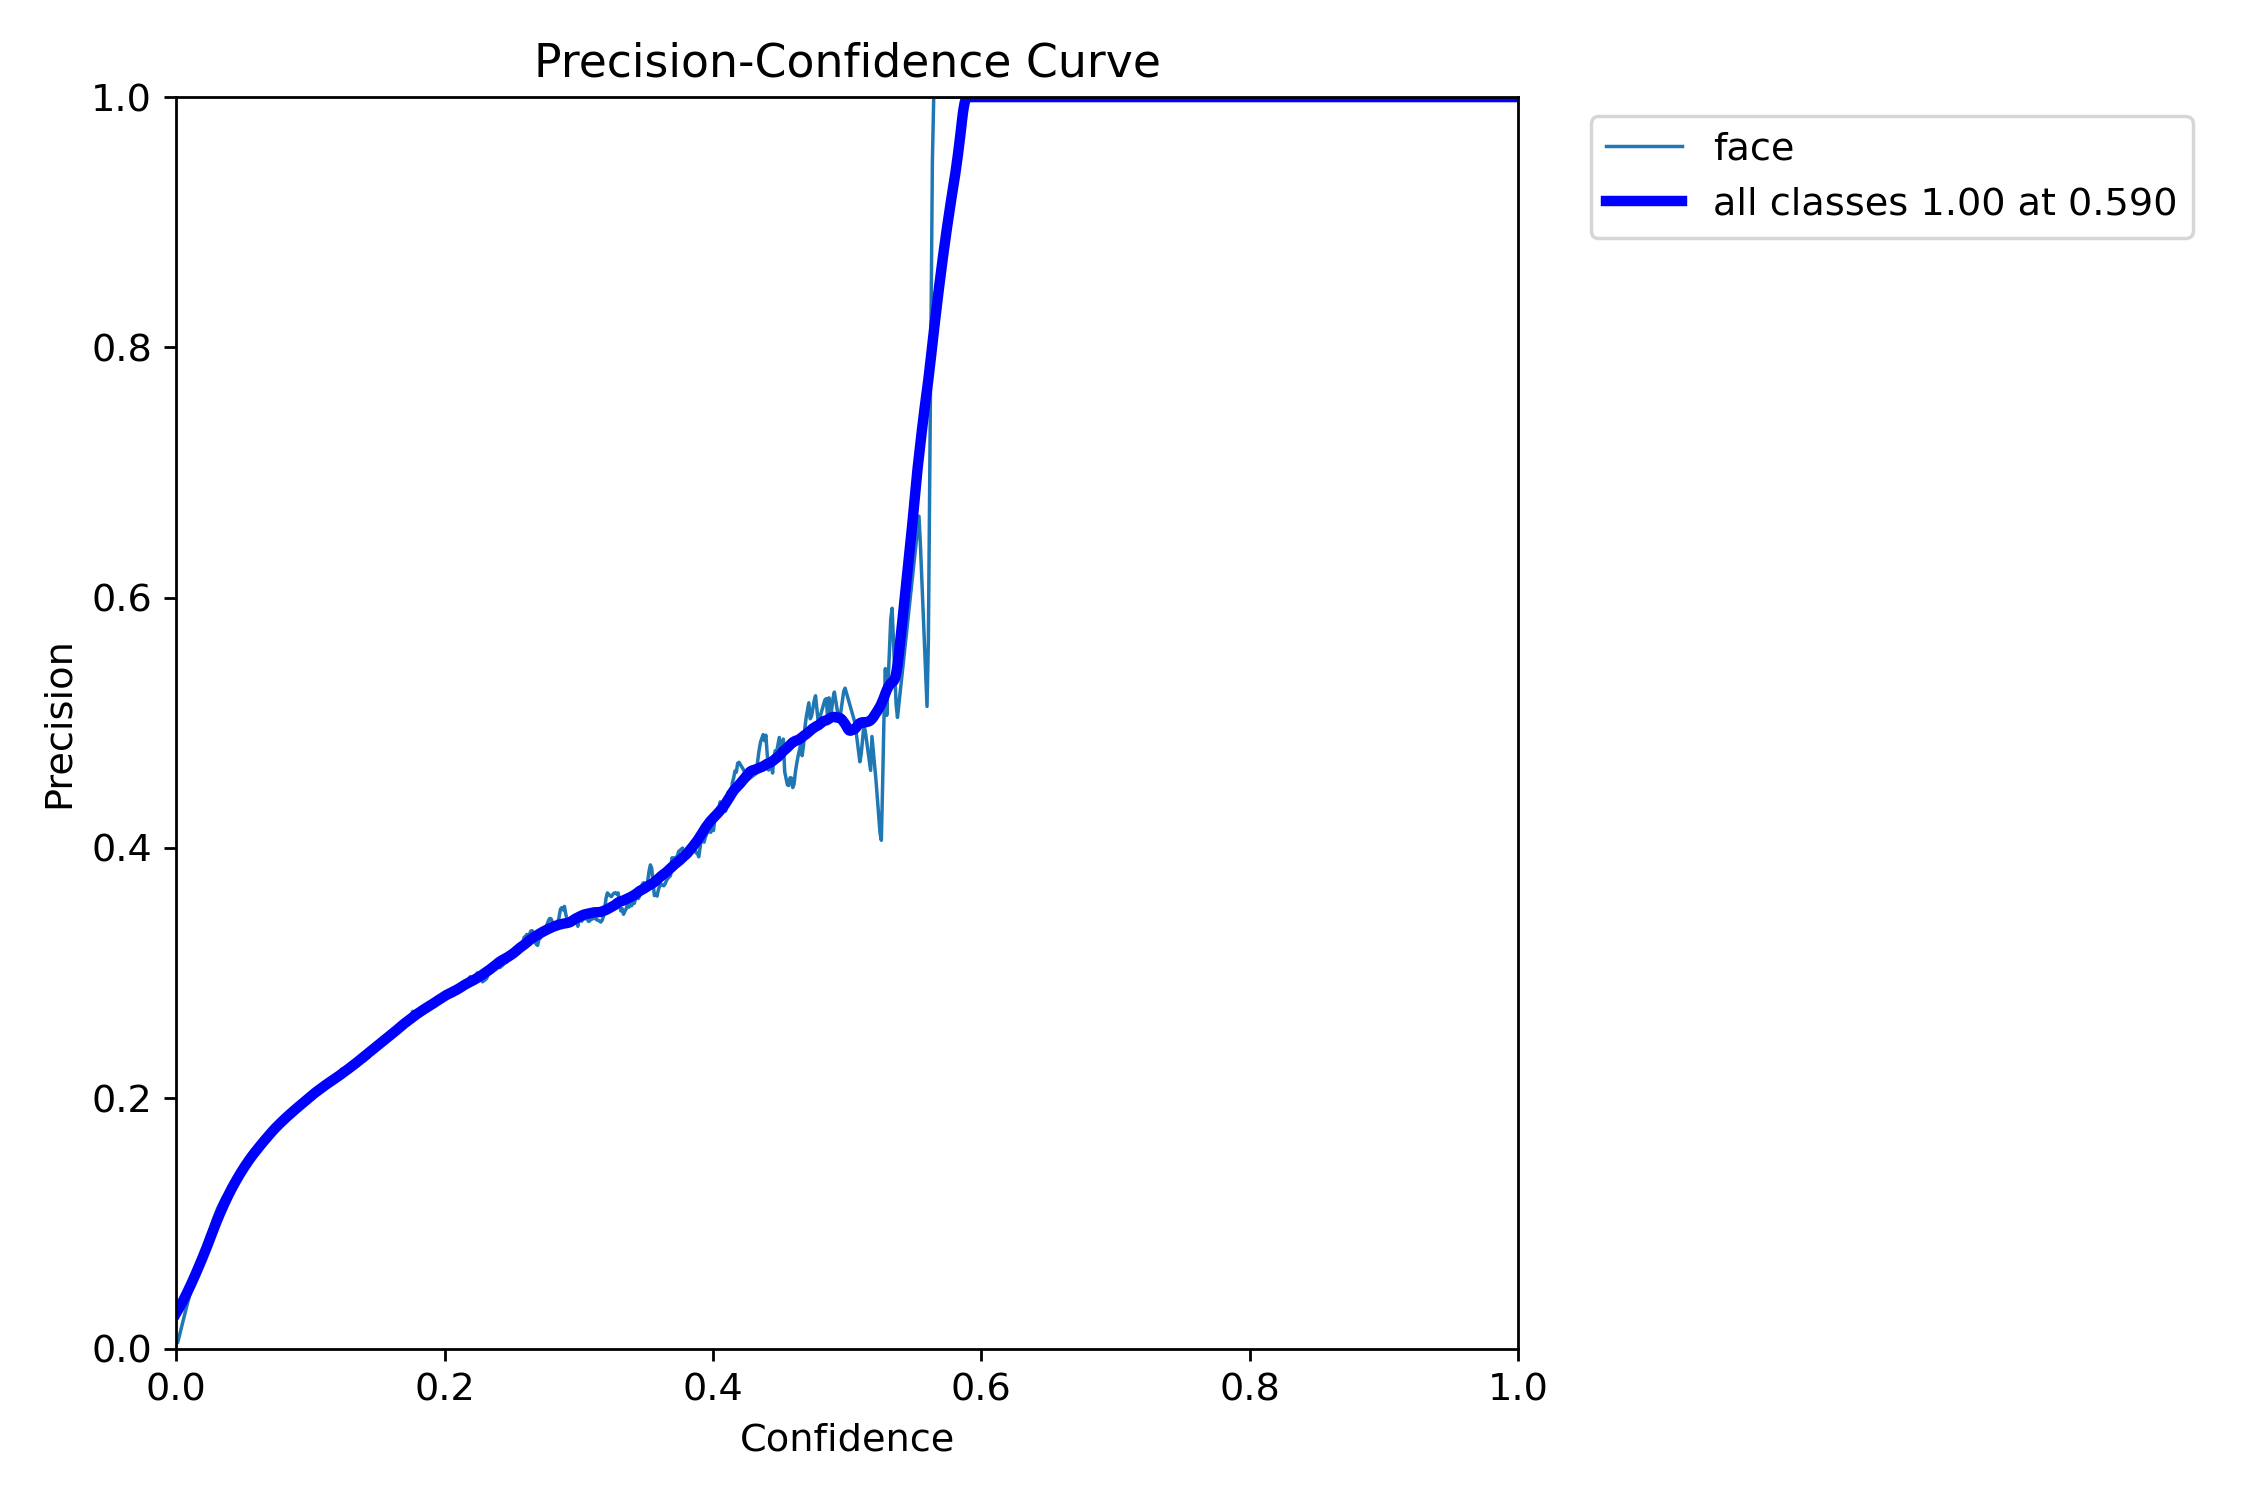 Precision-Confidence Curve
1.0
0.8
0.6
0.4
0.2
0.0
Precision
0.0 0.2 0.4 0.6 0.8 1.0
Confidence
face
all classes 1.00 at 0.590